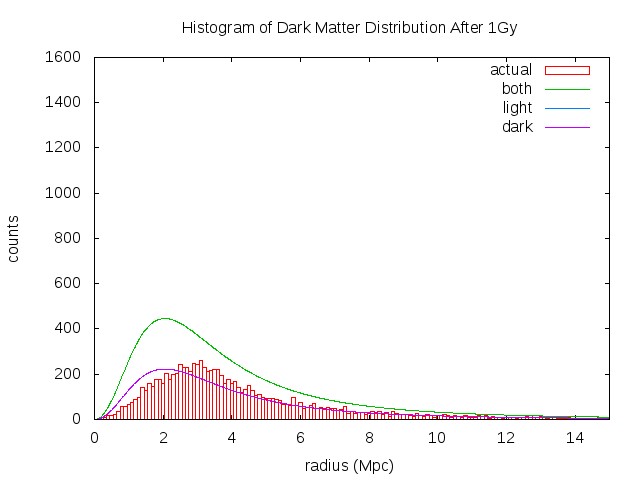 Histogram of Dark Matter Distribution After 1Gy
1600
1400
1200
1000
800
600
400
200
0
counts
actual
both
light
dark
0 2 4 6 8 10 12 14
radius (Mpc)